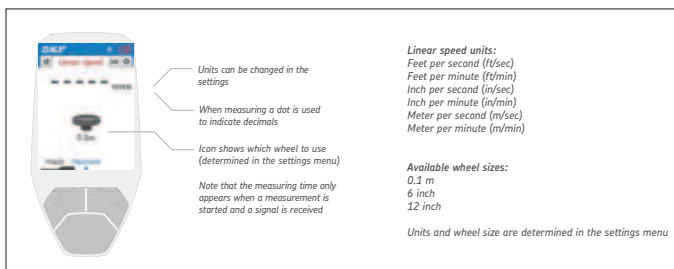 SKF
Linear speed
0.1m
Measure
Units can be changed in the
settings
When measuring a dot is used
to indicate decimals
Icon shows which wheel to use
(determined in the settings menu)
Note that the measuring time only
appears when a measurement is
started and a signal is received
Linear speed units:
Feet per second (ft/sec)
Feet per minute (ft/min)
Inch per second (in/sec)
Inch per minute (in/min)
Meter per second (m/sec)
Meter per minute (m/min)
Available wheel sizes:
0.1 m
6 inch
12 inch
Units and wheel size are determined in the settings menu